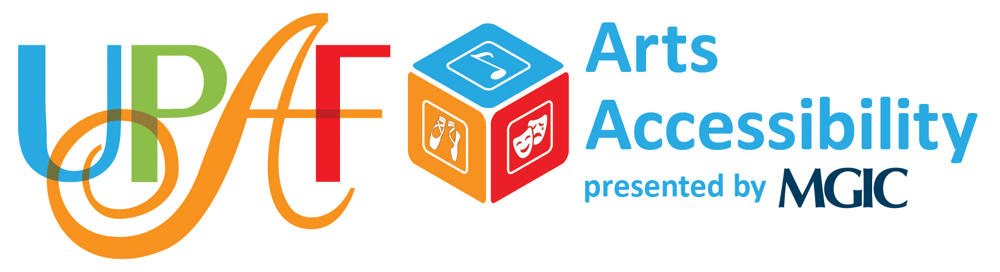 UPAF
Arts
Accessibility
presented by MGIC